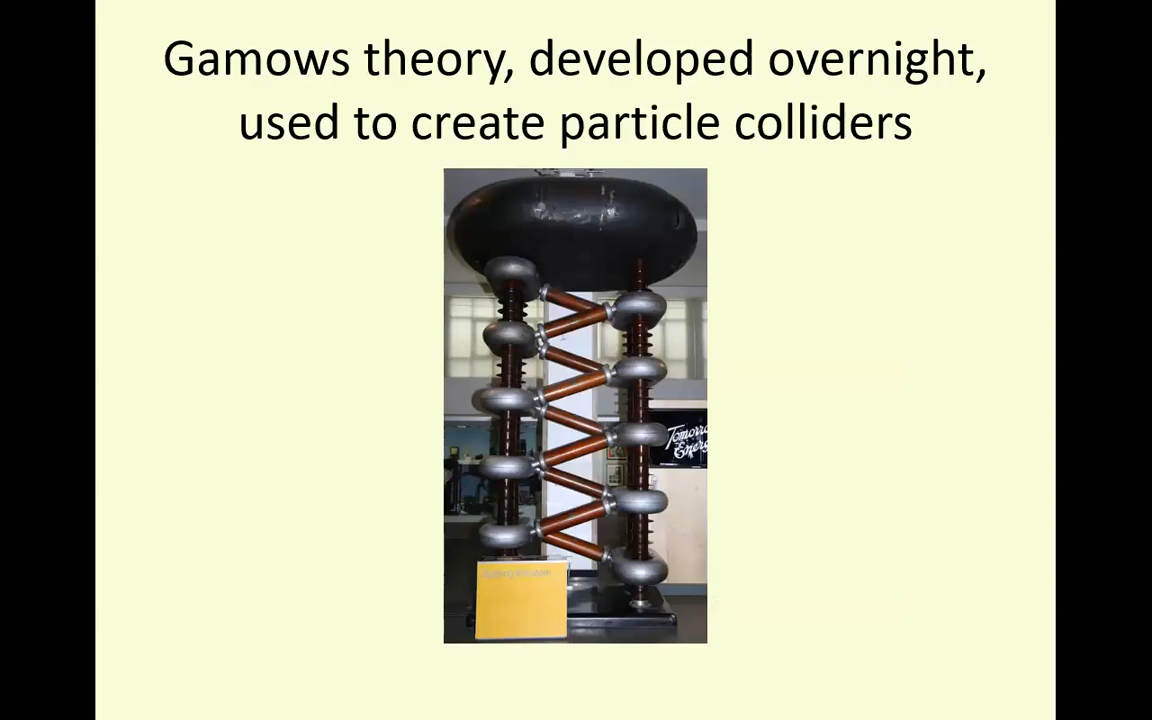 Gamows theory, developed overnight,
used to create particle colliders